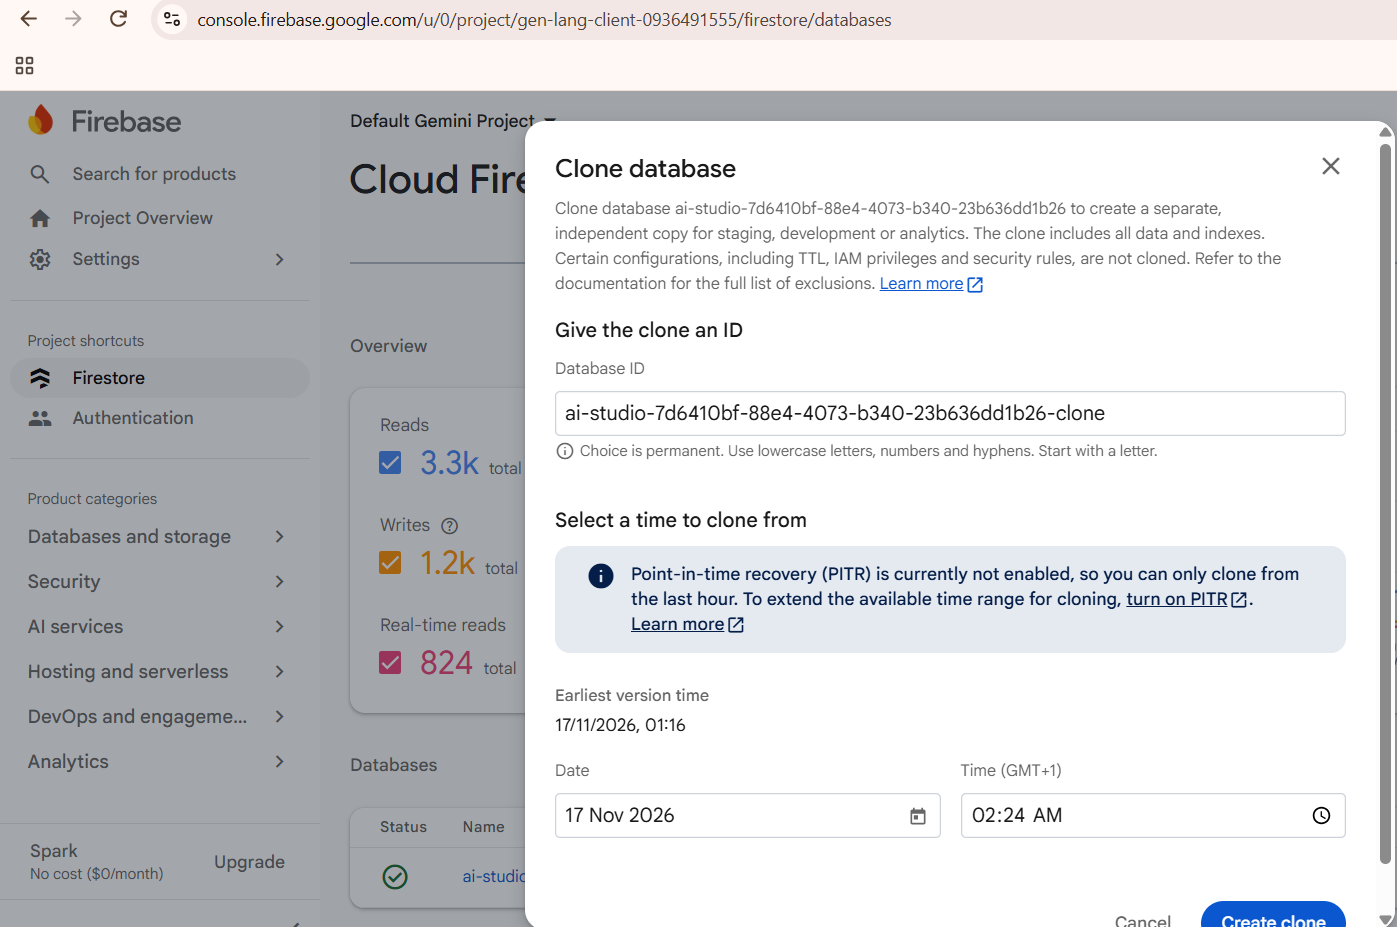 console.firebase.google.com/u/0/project/gen-lang-client-0936491555/firestore/databases
Firebase
Search for products
Project Overview
Settings
Project shortcuts
Firestore
Authentication
Product categories
Databases and storage
Security
AI services
Hosting and serverless
DevOps and engageme...
Analytics
Spark
No cost ($0/month)
Upgrade
Default Gemini Project
Cloud Fire
Overview
Reads
3.3k total
Writes
1.2k total
Real-time reads
824 total
Databases
Status Name
ai-studio
Clone database
Clone database ai-studio-7d6410bf-88e4-4073-b340-23b636dd1b26 to create a separate,
independent copy for staging, development or analytics. The clone includes all data and indexes.
Certain configurations, including TTL, IAM privileges and security rules, are not cloned. Refer to the
documentation for the full list of exclusions. Learn more
Give the clone an ID
Database ID
ai-studio-7d6410bf-88e4-4073-b340-23b636dd1b26-clone
Choice is permanent. Use lowercase letters, numbers and hyphens. Start with a letter.
Select a time to clone from
Point-in-time recovery (PITR) is currently not enabled, so you can only clone from
the last hour. To extend the available time range for cloning, turn on PITR.
Learn more
Earliest version time
17/11/2026, 01:16
Date
17 Nov 2026
Time (GMT+1)
02:24 AM
Cancel
Create clone